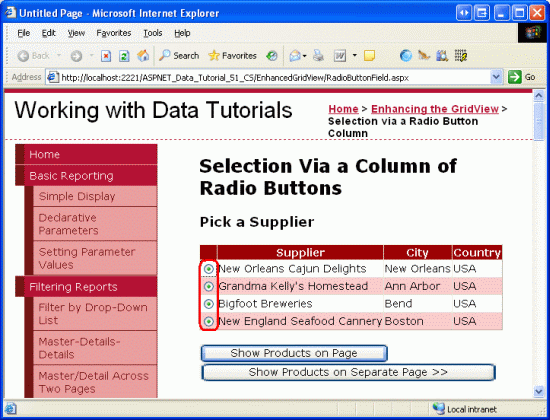 Untitled Page - Microsoft Internet Explorer
File Edit View Favorites Tools Help
Back Search Favorites
Address http://localhost:2221/ASPNET_Data_Tutorial_51_CS/EnhancedGridView/RadioButtonField.aspx Go
Working with Data Tutorials
Home > Enhancing the GridView >
Selection via a Radio Button
Column
Home
Basic Reporting
Simple Display
Declarative
Parameters
Setting Parameter
Values
Filtering Reports
Filter by Drop-Down
List
Master-Details-
Details
Master/Detail Across
Two Pages
Selection Via a Column of
Radio Buttons
Pick a Supplier
Supplier City Country
New Orleans Cajun Delights New Orleans USA
Grandma Kelly's Homestead Ann Arbor USA
Bigfoot Breweries Bend USA
New England Seafood Cannery Boston USA
Show Products on Page
Show Products on Separate Page >>
Local intranet